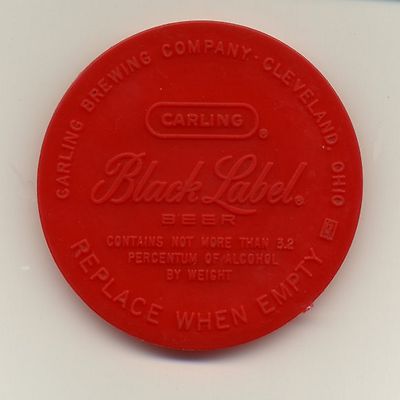 CARLING BREWING COMPANY·CLEVELAND, OHIO
CARLING®
Black Label®
BEER
CONTAINS NOT MORE THAN 3.2
PERCENTUM OF ALCOHOL
BY WEIGHT
REPLACE WHEN EMPTY